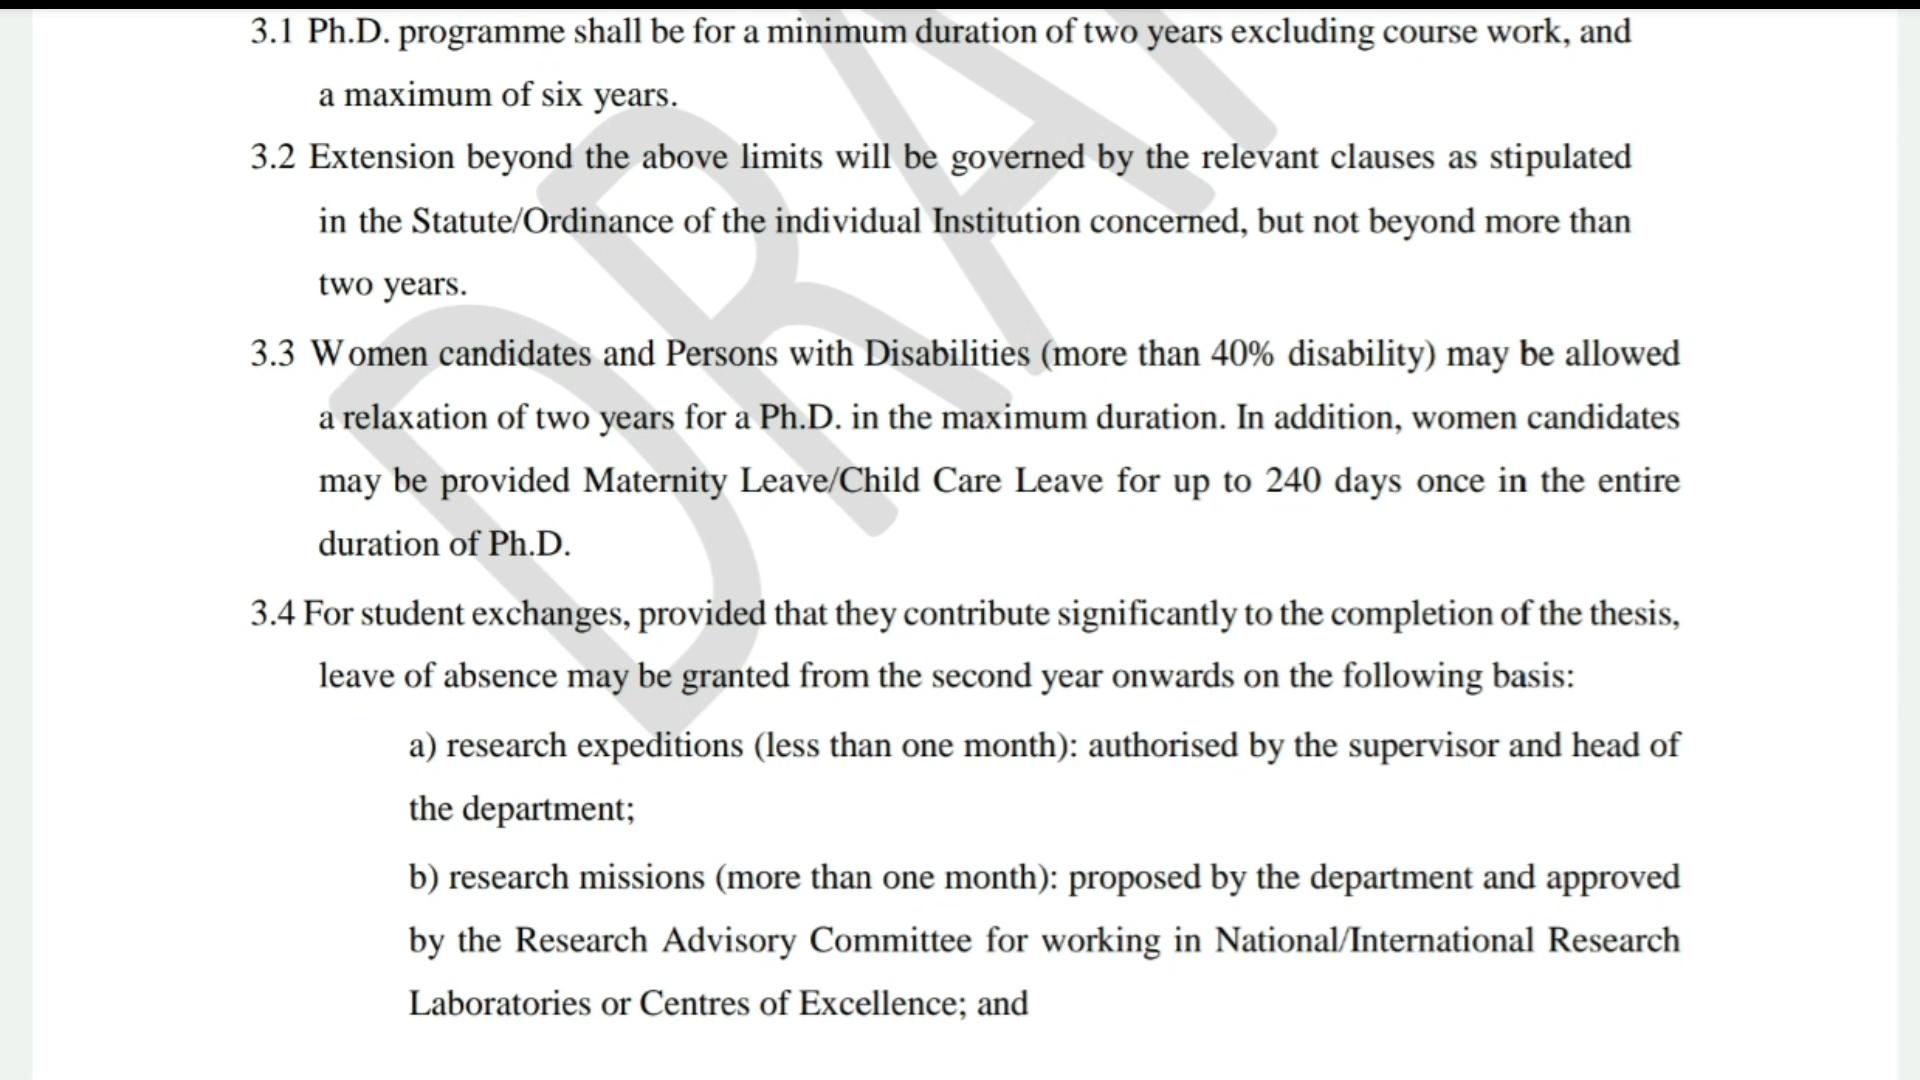 3.1 Ph.D. programme shall be for a minimum duration of two years excluding course work, and
a maximum of six years.
3.2 Extension beyond the above limits will be governed by the relevant clauses as stipulated
in the Statute/Ordinance of the individual Institution concerned, but not beyond more than
two years.
3.3 Women candidates and Persons with Disabilities (more than 40% disability) may be allowed
a relaxation of two years for a Ph.D. in the maximum duration. In addition, women candidates
may be provided Maternity Leave/Child Care Leave for up to 240 days once in the entire
duration of Ph.D.
3.4 For student exchanges, provided that they contribute significantly to the completion of the thesis,
leave of absence may be granted from the second year onwards on the following basis:
a) research expeditions (less than one month): authorised by the supervisor and head of
the department;
b) research missions (more than one month): proposed by the department and approved
by the Research Advisory Committee for working in National/International Research
Laboratories or Centres of Excellence; and